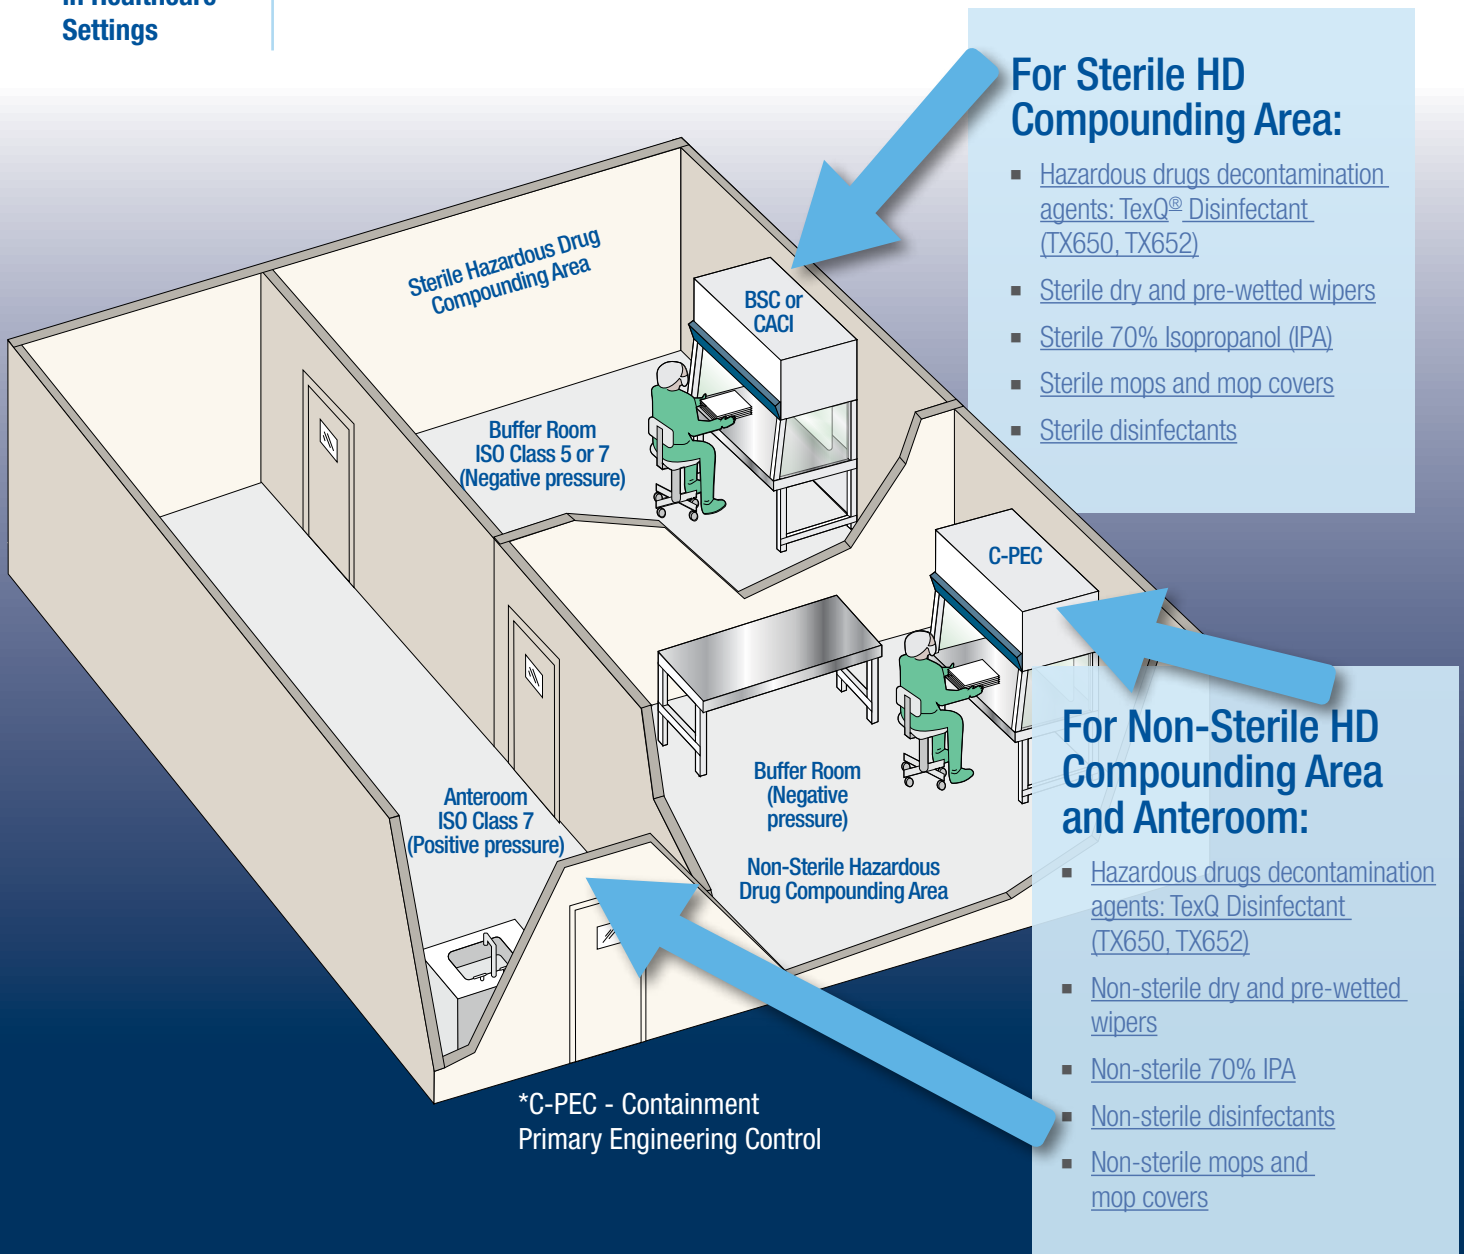 in Healthcare
Settings
For Sterile HD
Compounding Area:
▪ Hazardous drugs decontamination
agents: TexQ® Disinfectant
(TX650, TX652)
▪ Sterile dry and pre-wetted wipers
▪ Sterile 70% Isopropanol (IPA)
▪ Sterile mops and mop covers
▪ Sterile disinfectants
Sterile Hazardous Drug
Compounding Area
BSC or
CACI
Buffer Room
ISO Class 5 or 7
(Negative pressure)
C-PEC
Buffer Room
(Negative
pressure)
Non-Sterile Hazardous
Drug Compounding Area
Anteroom
ISO Class 7
(Positive pressure)
For Non-Sterile HD
Compounding Area
and Anteroom:
▪ Hazardous drugs decontamination
agents: TexQ Disinfectant
(TX650, TX652)
▪ Non-sterile dry and pre-wetted
wipers
▪ Non-sterile 70% IPA
▪ Non-sterile disinfectants
▪ Non-sterile mops and
mop covers
*C-PEC - Containment
Primary Engineering Control